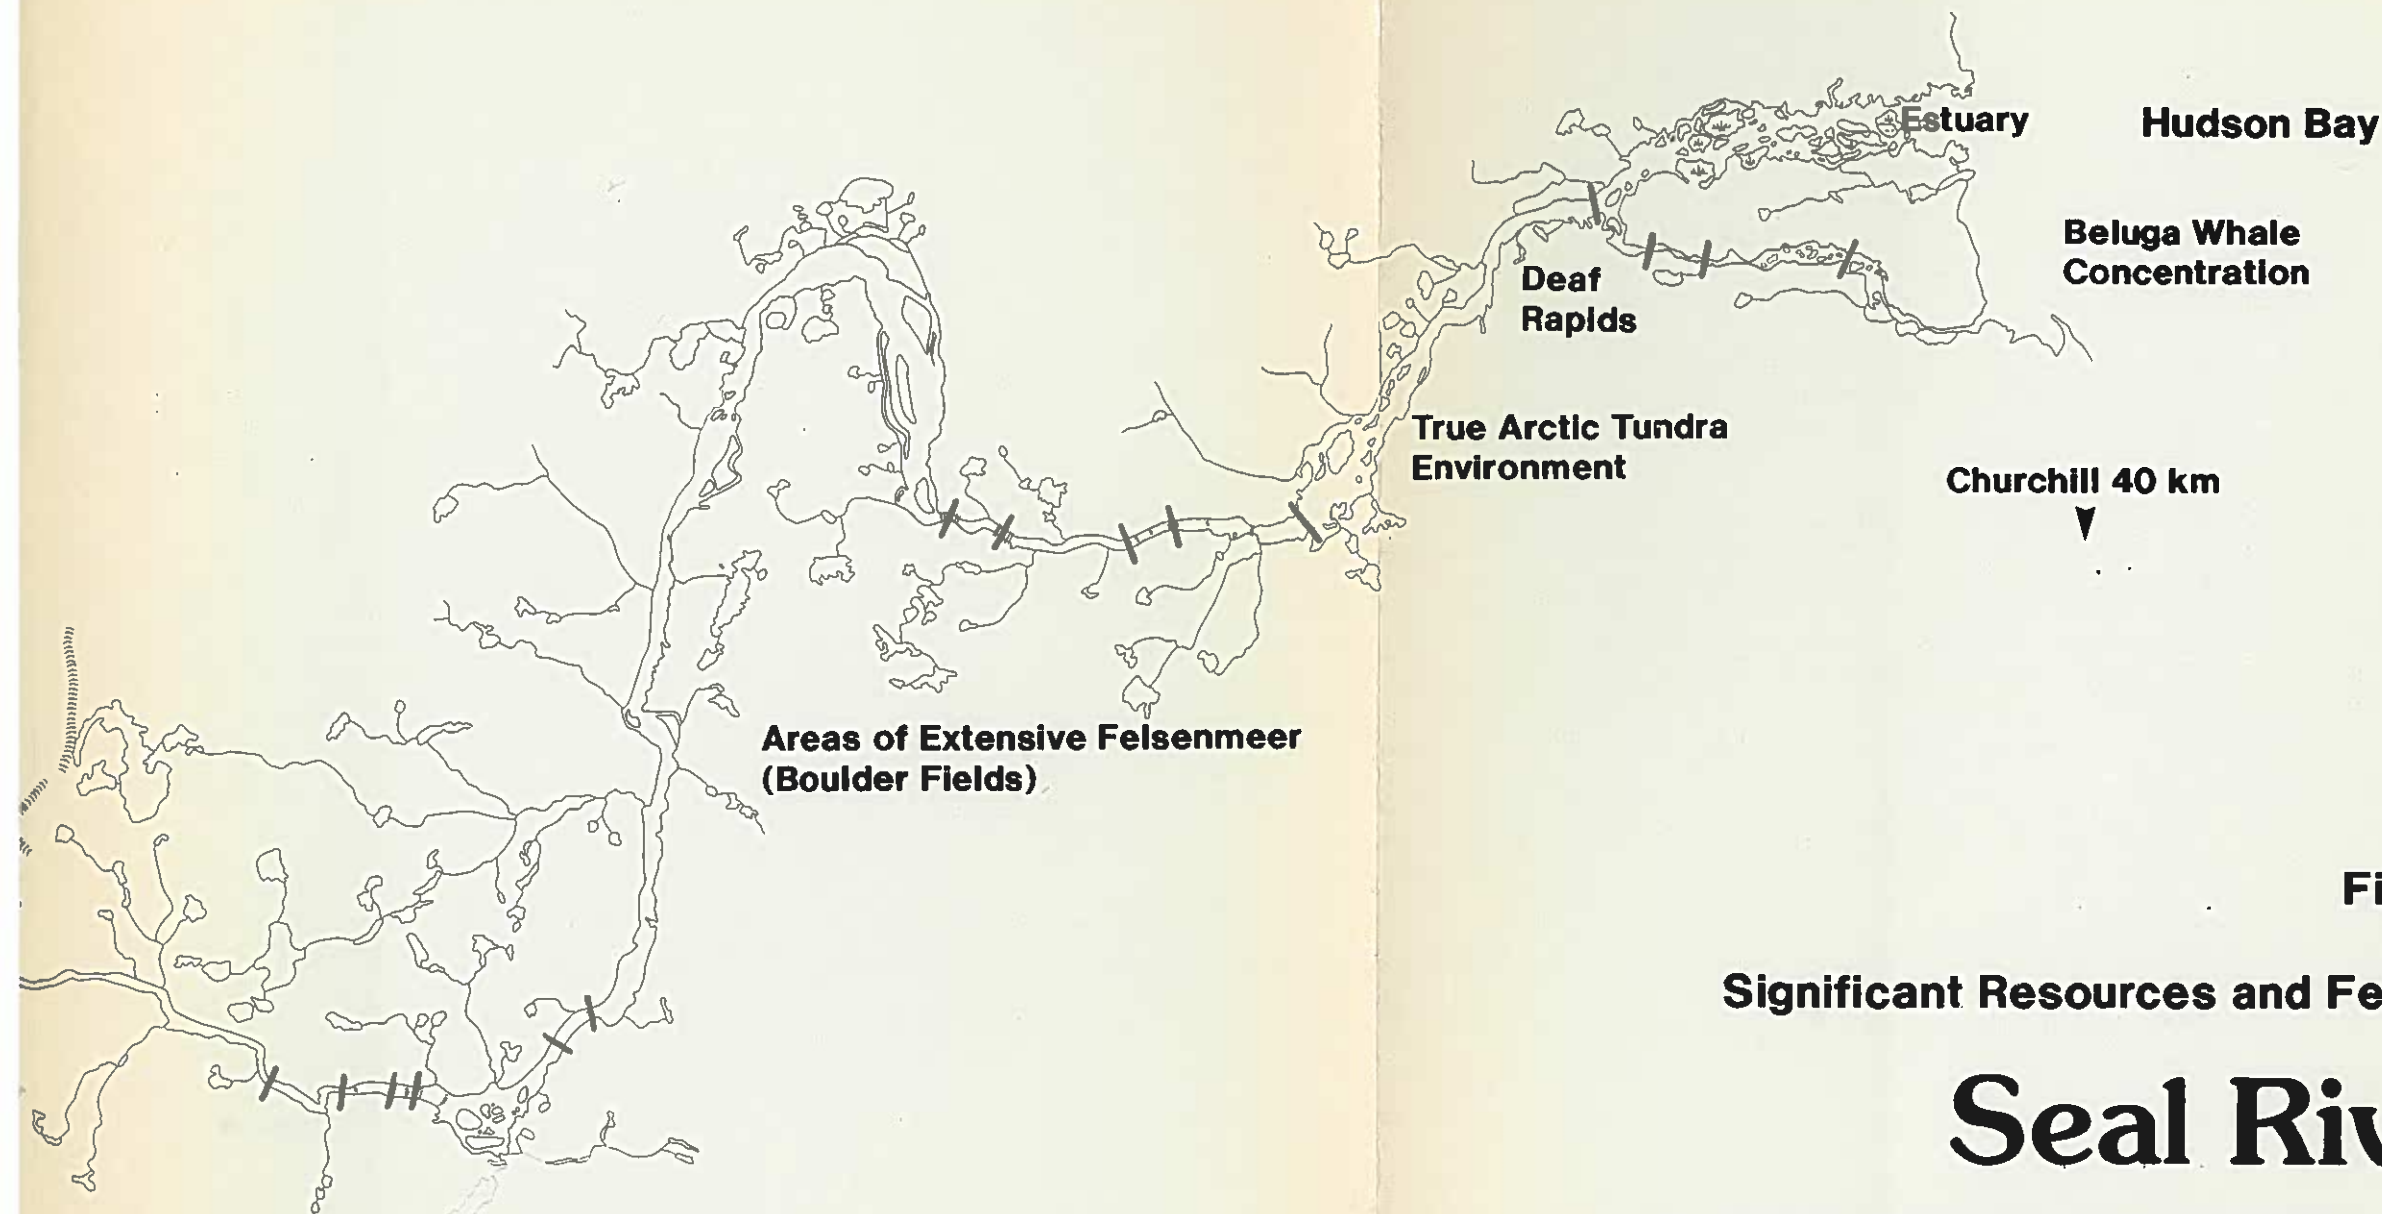 Estuary
Hudson Bay
Beluga Whale
Concentration
Deaf
Rapids
True Arctic Tundra
Environment
Churchill 40 km
Areas of Extensive Felsenmeer
(Boulder Fields)
Fi
Significant Resources and Fe
Seal Riv